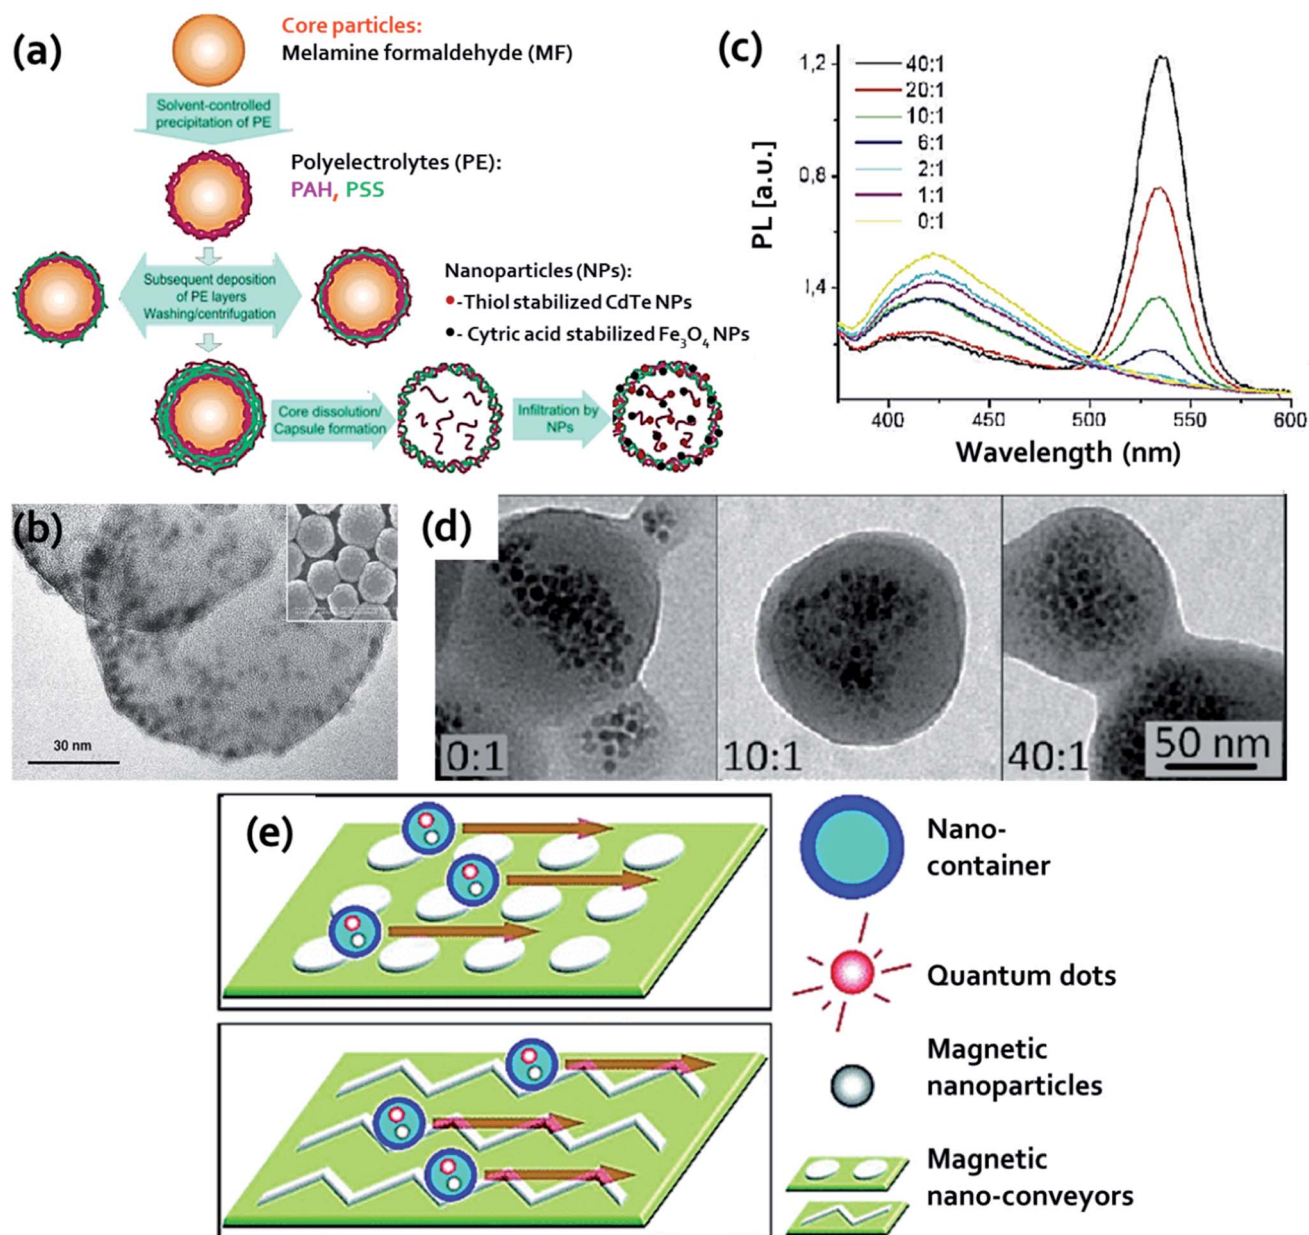 (a)
Core particles:
Melamine formaldehyde (MF)
Solvent-controlled
precipitation of PE
Polyelectrolytes (PE):
PAH, PSS
Subsequent deposition
of PE layers
Washing/centrifugation
Nanoparticles (NPs):
-Thiol stabilized CdTe NPs
- Cytric acid stabilized Fe3O4 NPs
Core dissolution/
Capsule formation
Infiltration by
NPs
(c)
1,2
0,8
1,4
PL [a.u.]
40:1
20:1
10:1
6:1
2:1
1:1
0:1
400
450
500
550
600
Wavelength (nm)
(b)
30 nm
(d)
0:1
10:1
40:1
50 nm
(e)
Nano-
container
Quantum dots
Magnetic
nanoparticles
Magnetic
nano-conveyors